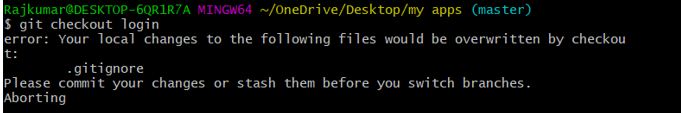 Rajkumar@DESKTOP-6QR1R7A MINGW64 ~/OneDrive/Desktop/my apps (master)
$ git checkout login
error: Your local changes to the following files would be overwritten by checkou
t:
        .gitignore
Please commit your changes or stash them before you switch branches.
Aborting